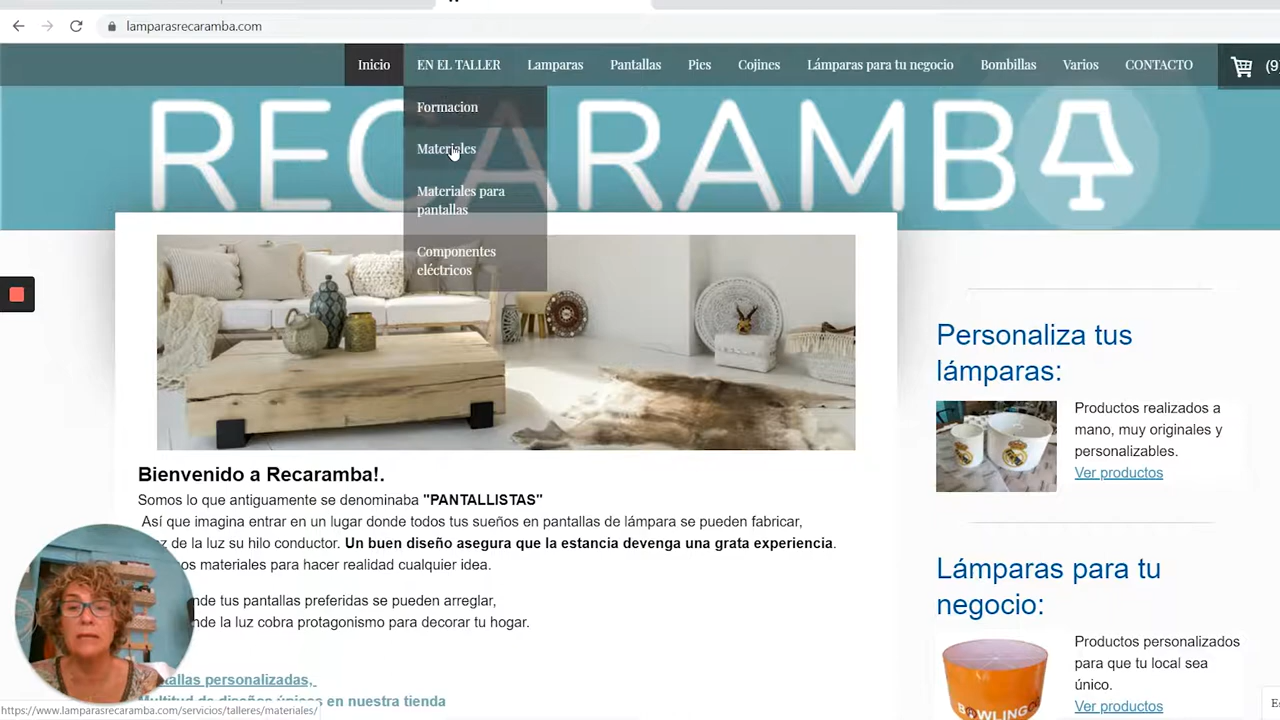 lamparasrecaramba.com
Inicio EN EL TALLER Lamparas Pantallas Pies Cojines Lámparas para tu negocio Bombillas Varios CONTACTO
Formacion
Materiales
Materiales para
pantallas
Componentes
eléctricos
RECARAMBA
Bienvenido a Recaramba!.
Somos lo que antiguamente se denominaba "PANTALLISTAS"
Así que imagina entrar en un lugar donde todos tus sueños en pantallas de lámpara se pueden fabricar,
de la luz su hilo conductor. Un buen diseño asegura que la estancia devenga una grata experiencia.
materiales para hacer realidad cualquier idea.
tus pantallas preferidas se pueden arreglar,
la luz cobra protagonismo para decorar tu hogar.
personalizadas,
Multitud de diseños únicos en nuestra tienda
Personaliza tus
lámparas:
Productos realizados a
mano, muy originales y
personalizables.
Ver productos
Lámparas para tu
negocio:
Productos personalizados
para que tu local sea
único.
Ver productos
BOWLING
https://www.lamparasrecaramba.com/servicios/talleres/materiales/